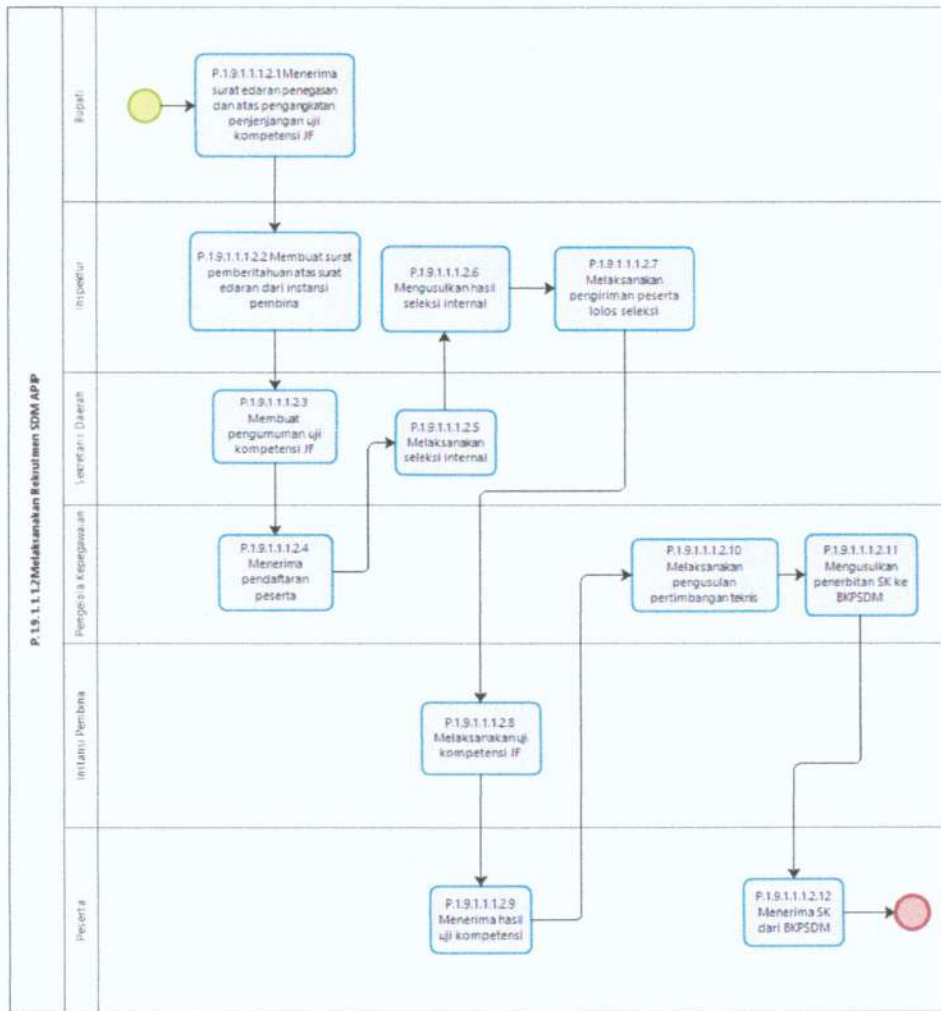 P.1.9.1.1.1.2 Melaksanakan Rekrutmen SDM APIP
Bupati
P.1.9.1.1.1.2.1 Menerima
surat edaran penegasan
dan atas pengangkatan
penjenjangan uji
kompetensi JF
Inspektur
P.1.9.1.1.1.2.2 Membuat surat
pemberitahuan atas surat
edaran dari instansi
pembina
P.1.9.1.1.1.2.6
Mengusulkan hasil
seleksi internal
P.1.9.1.1.1.2.7
Melaksanakan
pengiriman peserta
lolos seleksi
Sekretaris Daerah
P.1.9.1.1.1.2.3
Membuat
pengumuman uji
kompetensi JF
P.1.9.1.1.1.2.5
Melaksanakan
seleksi internal
Pengelola Kepegawaian
P.1.9.1.1.1.2.4
Menerima
pendaftaran
peserta
P.1.9.1.1.1.2.10
Melaksanakan
pengusulan
pertimbangan teknis
P.1.9.1.1.1.2.11
Mengusulkan
penerbitan SK ke
BKPSDM
Instansi Pembina
P.1.9.1.1.1.2.8
Melaksanakan uji
kompetensi JF
Peserta
P.1.9.1.1.1.2.9
Menerima hasil
uji kompetensi
P.1.9.1.1.1.2.12
Menerima SK
dari BKPSDM